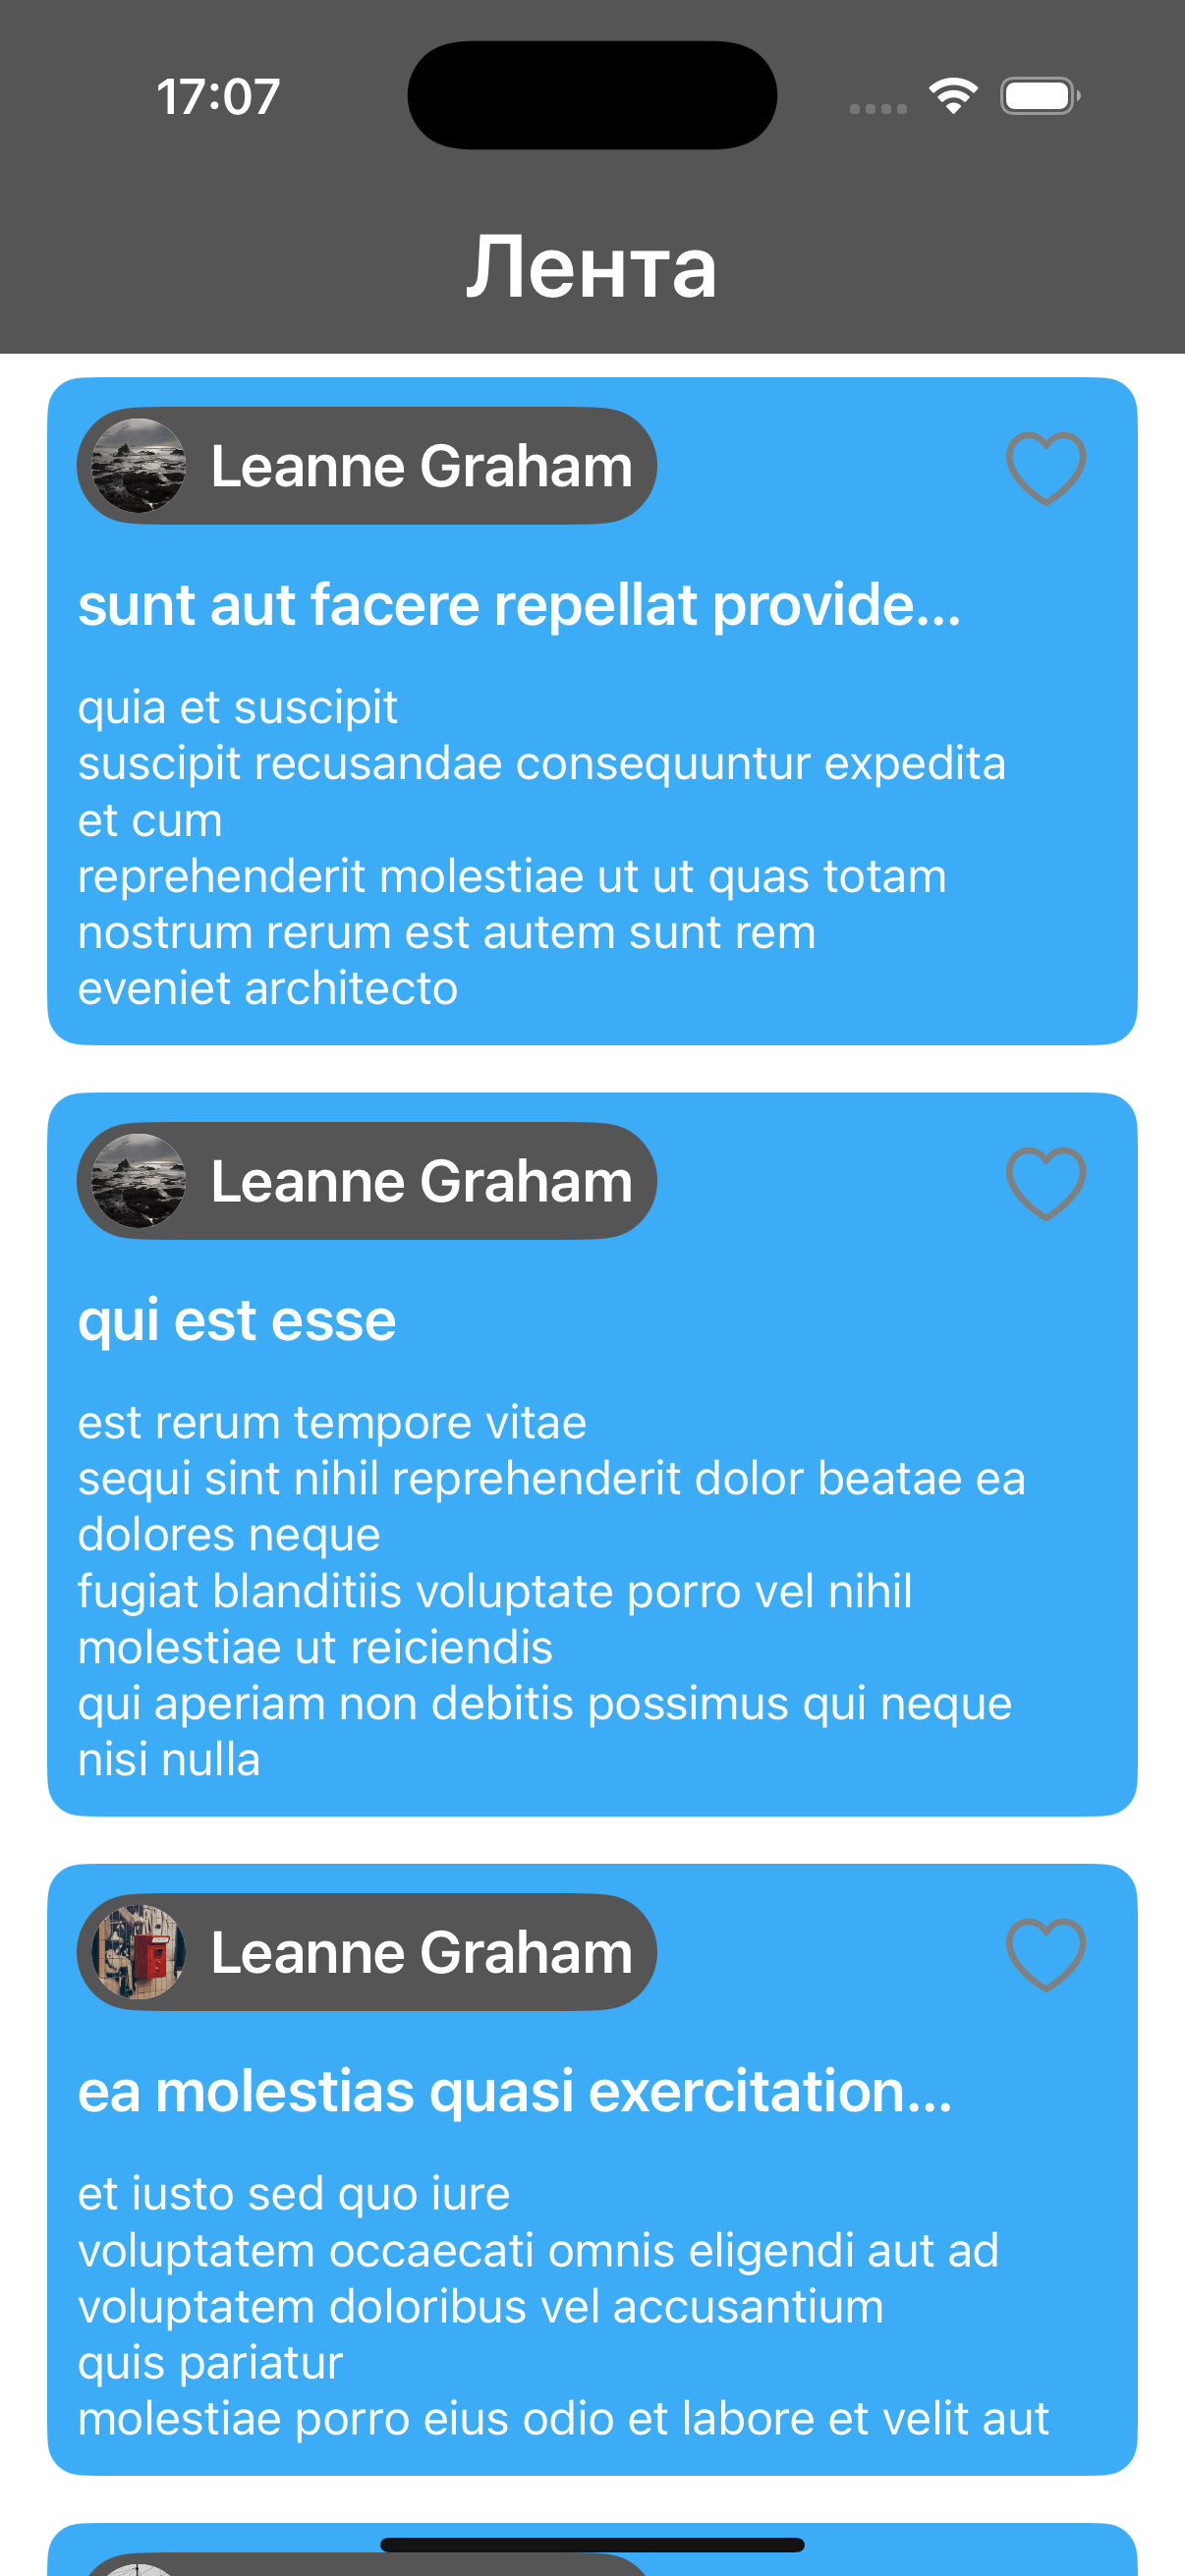 17:07
Лента
Leanne Graham
sunt aut facere repellat provide...
quia et suscipit
suscipit recusandae consequuntur expedita
et cum
reprehenderit molestiae ut ut quas totam
nostrum rerum est autem sunt rem
eveniet architecto
Leanne Graham
qui est esse
est rerum tempore vitae
sequi sint nihil reprehenderit dolor beatae ea
dolores neque
fugiat blanditiis voluptate porro vel nihil
molestiae ut reiciendis
qui aperiam non debitis possimus qui neque
nisi nulla
Leanne Graham
ea molestias quasi exercitation...
et iusto sed quo iure
voluptatem occaecati omnis eligendi aut ad
voluptatem doloribus vel accusantium
quis pariatur
molestiae porro eius odio et labore et velit aut